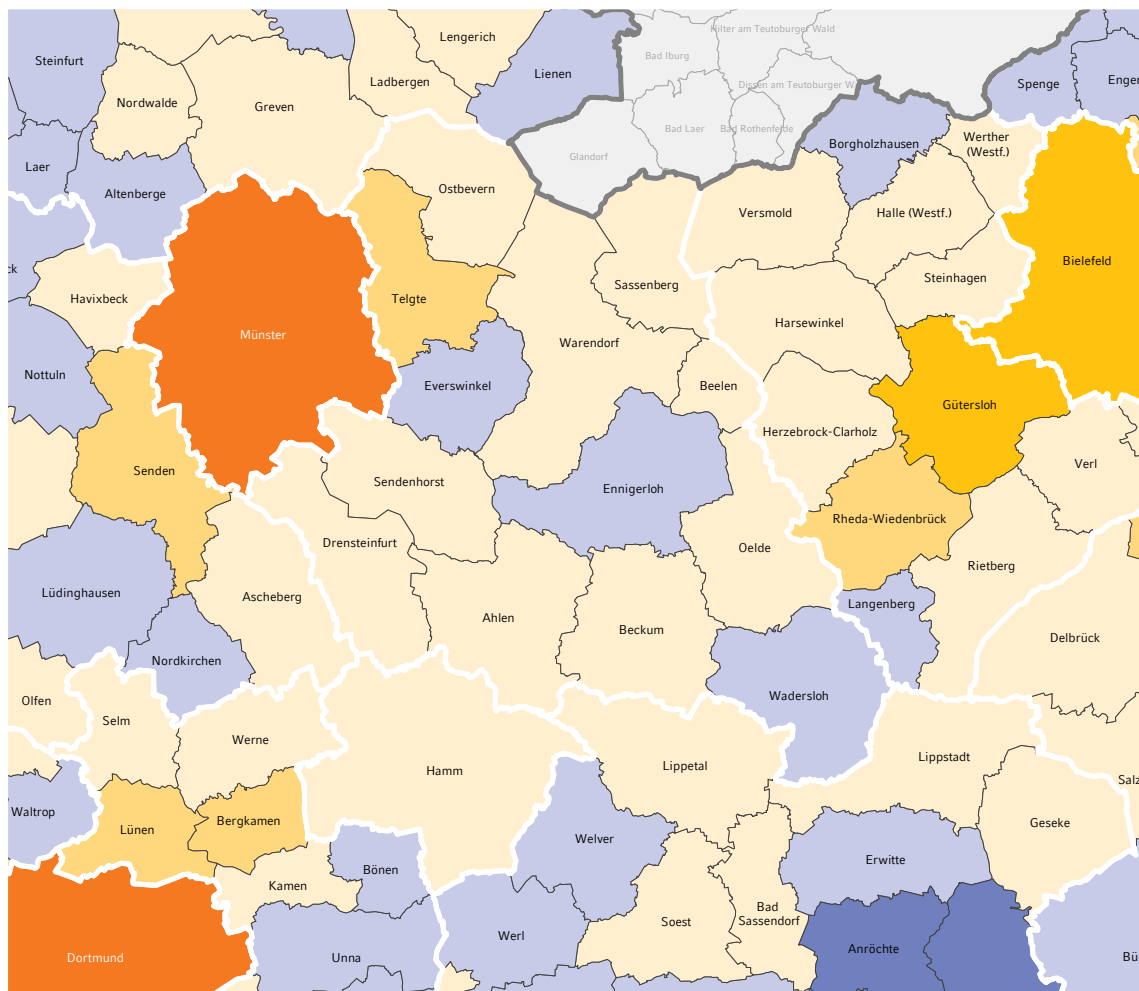 Hilter am Teutoburger Wald
Lengerich
Bad Iburg
Steinfurt
Lienen
Ladbergen
Spenge
Enger
Dissen am Teutoburger W
Nordwalde
Greven
Bad Laer
Bad Rothenfelde
Werther
(Westf.)
Borgholzhausen
Glandorf
Laer
Altenberge
Ostbevern
Versmold
Halle (Westf.)
Bielefeld
ck
Steinhagen
Sassenberg
Havixbeck
Telgte
Harsewinkel
Münster
Warendorf
Nottuln
Everswinkel
Beelen
Gütersloh
Herzebrock-Clarholz
Verl
Senden
Sendenhorst
Ennigerloh
Rheda-Wiedenbrück
Drensteinfurt
Oelde
Rietberg
Lüdinghausen
Ascheberg
Langenberg
Ahlen
Beckum
Delbrück
Nordkirchen
Wadersloh
Olfen
Selm
Werne
Lippstadt
Lippetal
Hamm
Salz
Waltrop
Bergkamen
Geseke
Lünen
Welver
Erwitte
Bönen
Kamen
Bad
Sassendorf
Soest
Werl
Anröchte
Dortmund
Unna
Bü